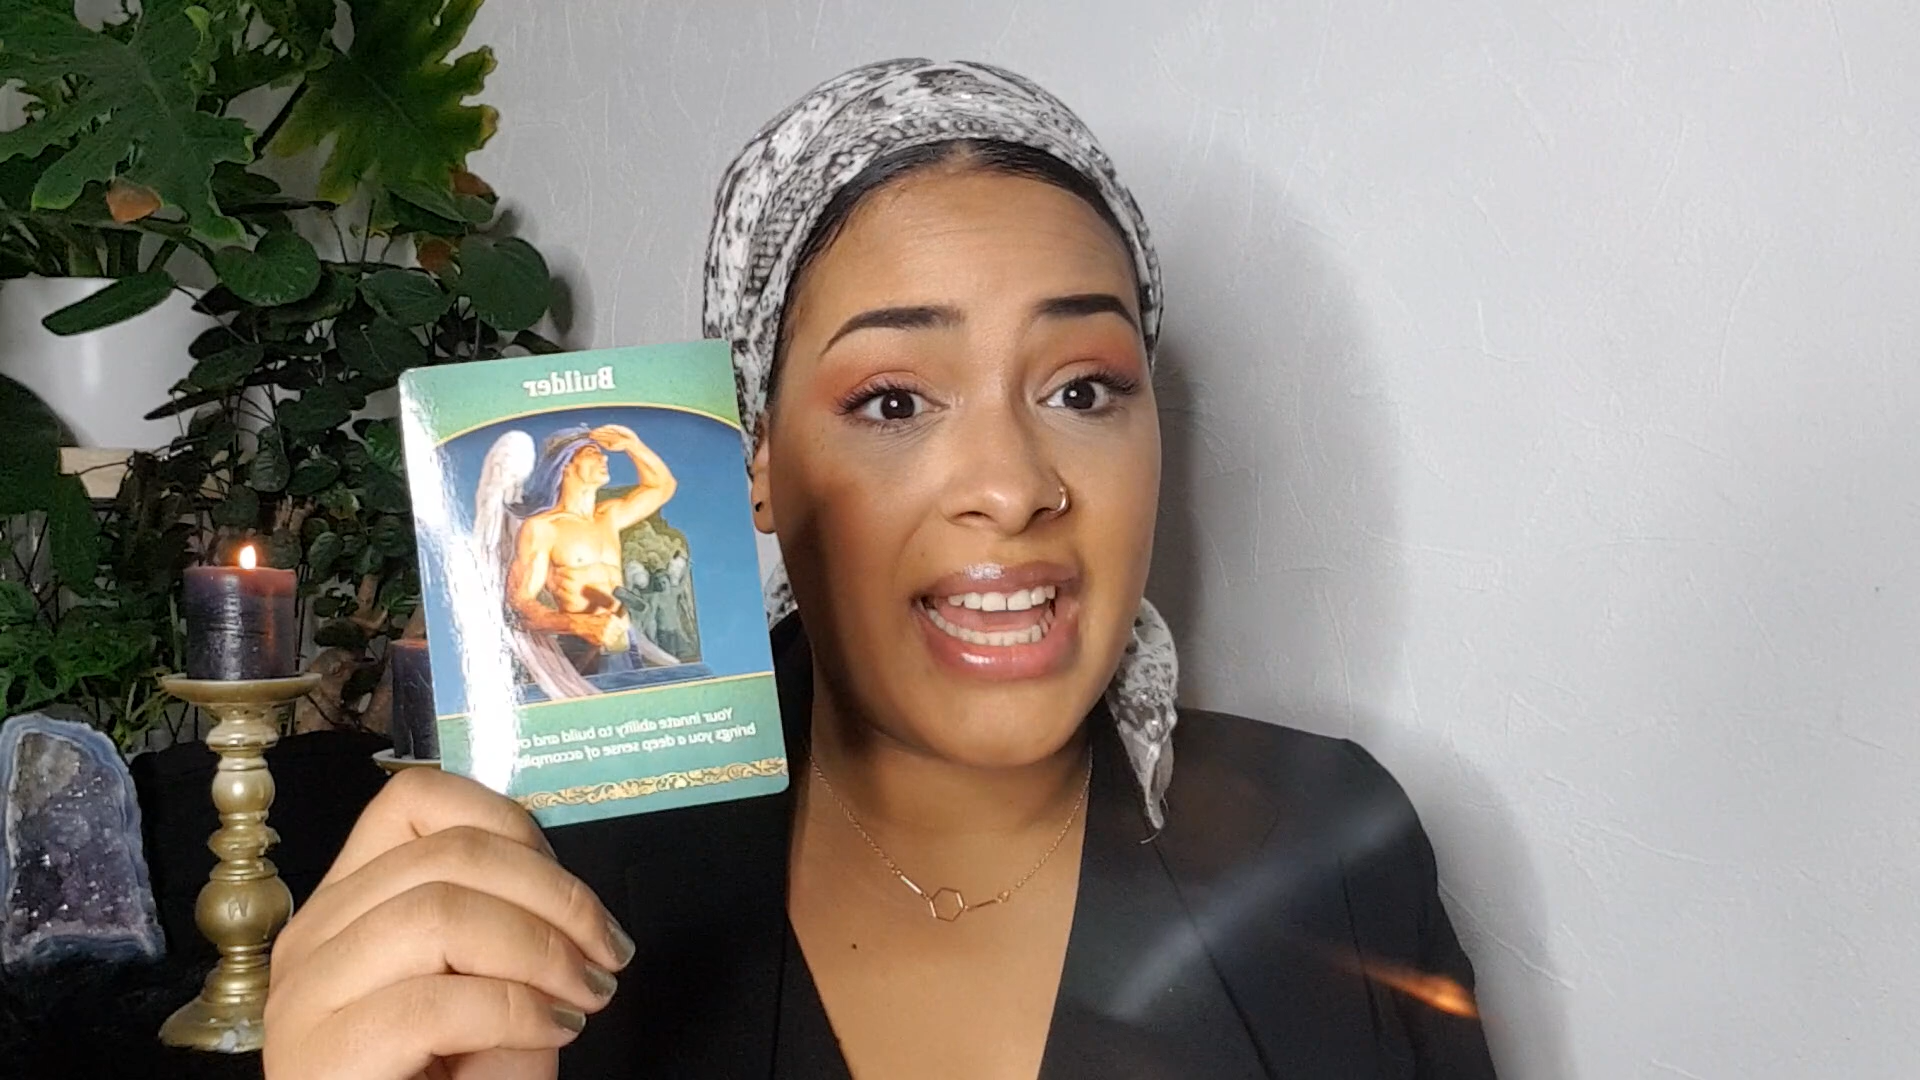 Builder
Your innate ability to build and
brings you a deep sense of